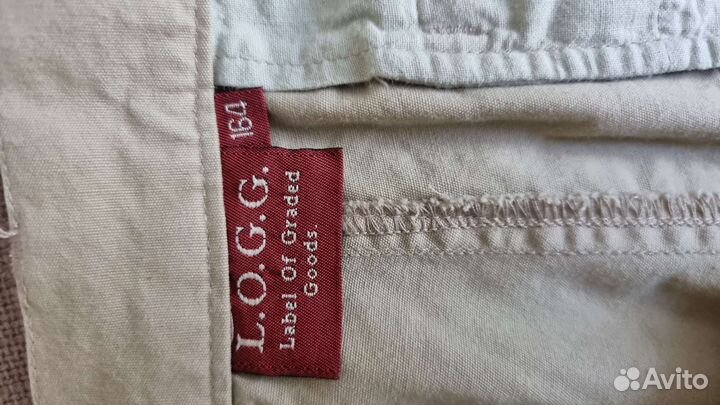 164
L.O.G.G.
Label Of Graded
Goods.
Avito